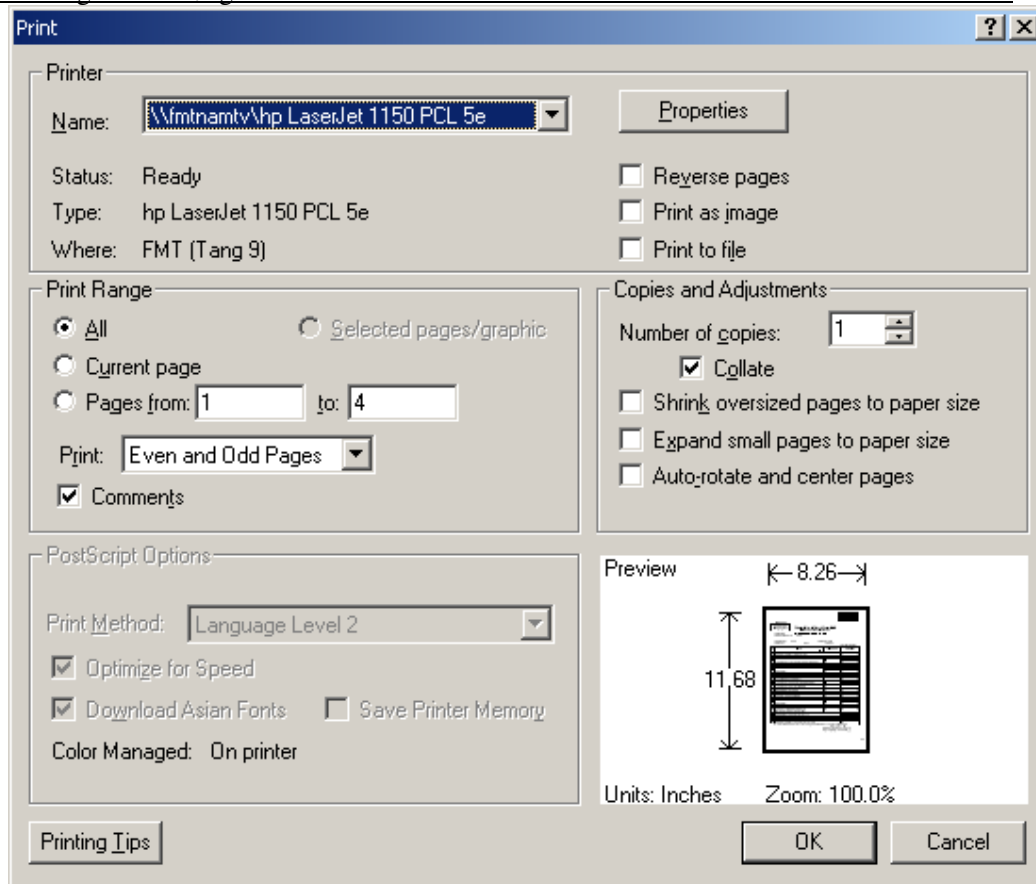 Print
Printer
Name: \\fmtnamtv\hp LaserJet 1150 PCL 5e Properties
Status: Ready Reverse pages
Type: hp LaserJet 1150 PCL 5e Print as image
Where: FMT (Tang 9) Print to file
Print Range Copies and Adjustments
All Selected pages/graphic Number of copies: 1
Current page Collate
Pages from: 1 to: 4 Shrink oversized pages to paper size
Print: Even and Odd Pages Expand small pages to paper size
Comments Auto-rotate and center pages
PostScript Options Preview 8.26
Print Method: Language Level 2
Optimize for Speed 11,68
Download Asian Fonts Save Printer Memory
Color Managed: On printer
Units: Inches Zoom: 100.0%
Printing Tips OK Cancel